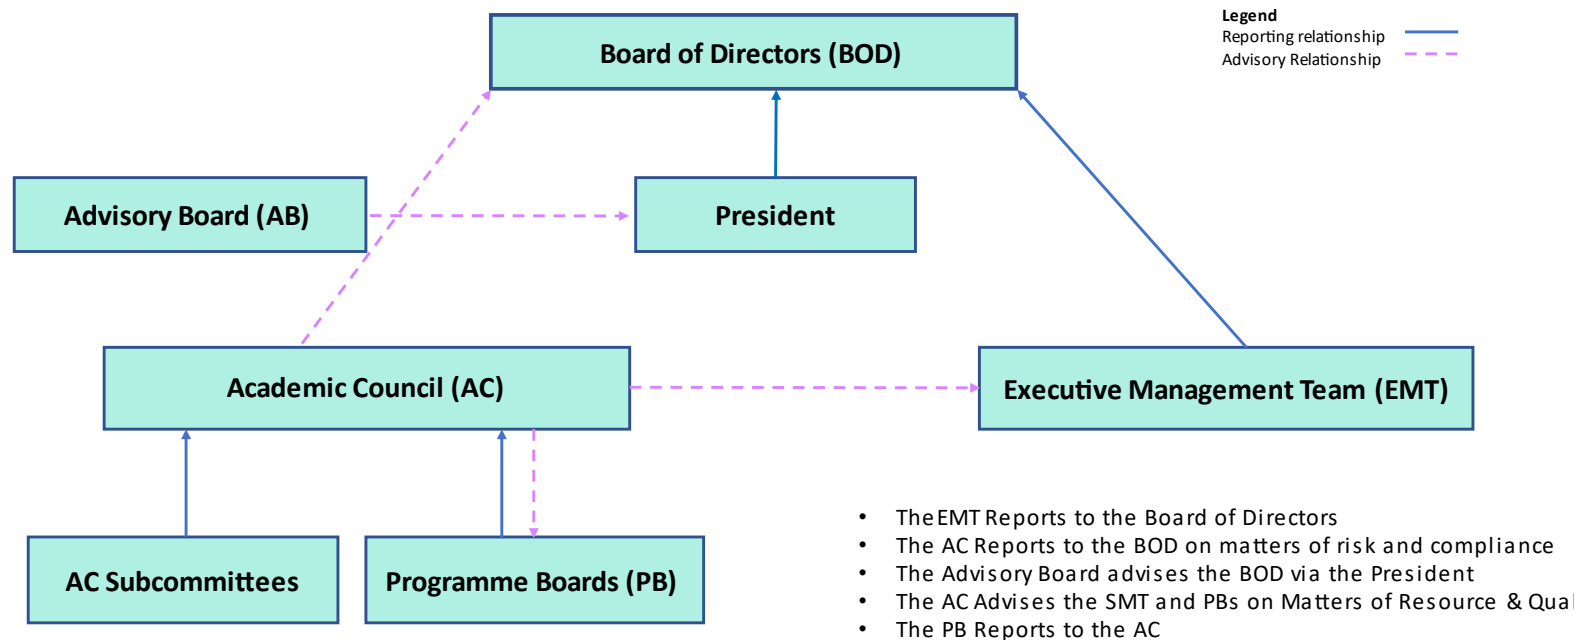 Legend
Reporting relationship
Advisory Relationship
Board of Directors (BOD)
Advisory Board (AB)
President
Academic Council (AC)
Executive Management Team (EMT)
AC Subcommittees
Programme Boards (PB)
• The EMT Reports to the Board of Directors
• The AC Reports to the BOD on matters of risk and compliance
• The Advisory Board advises the BOD via the President
• The AC Advises the SMT and PBs on Matters of Resource & Qual
• The PB Reports to the AC